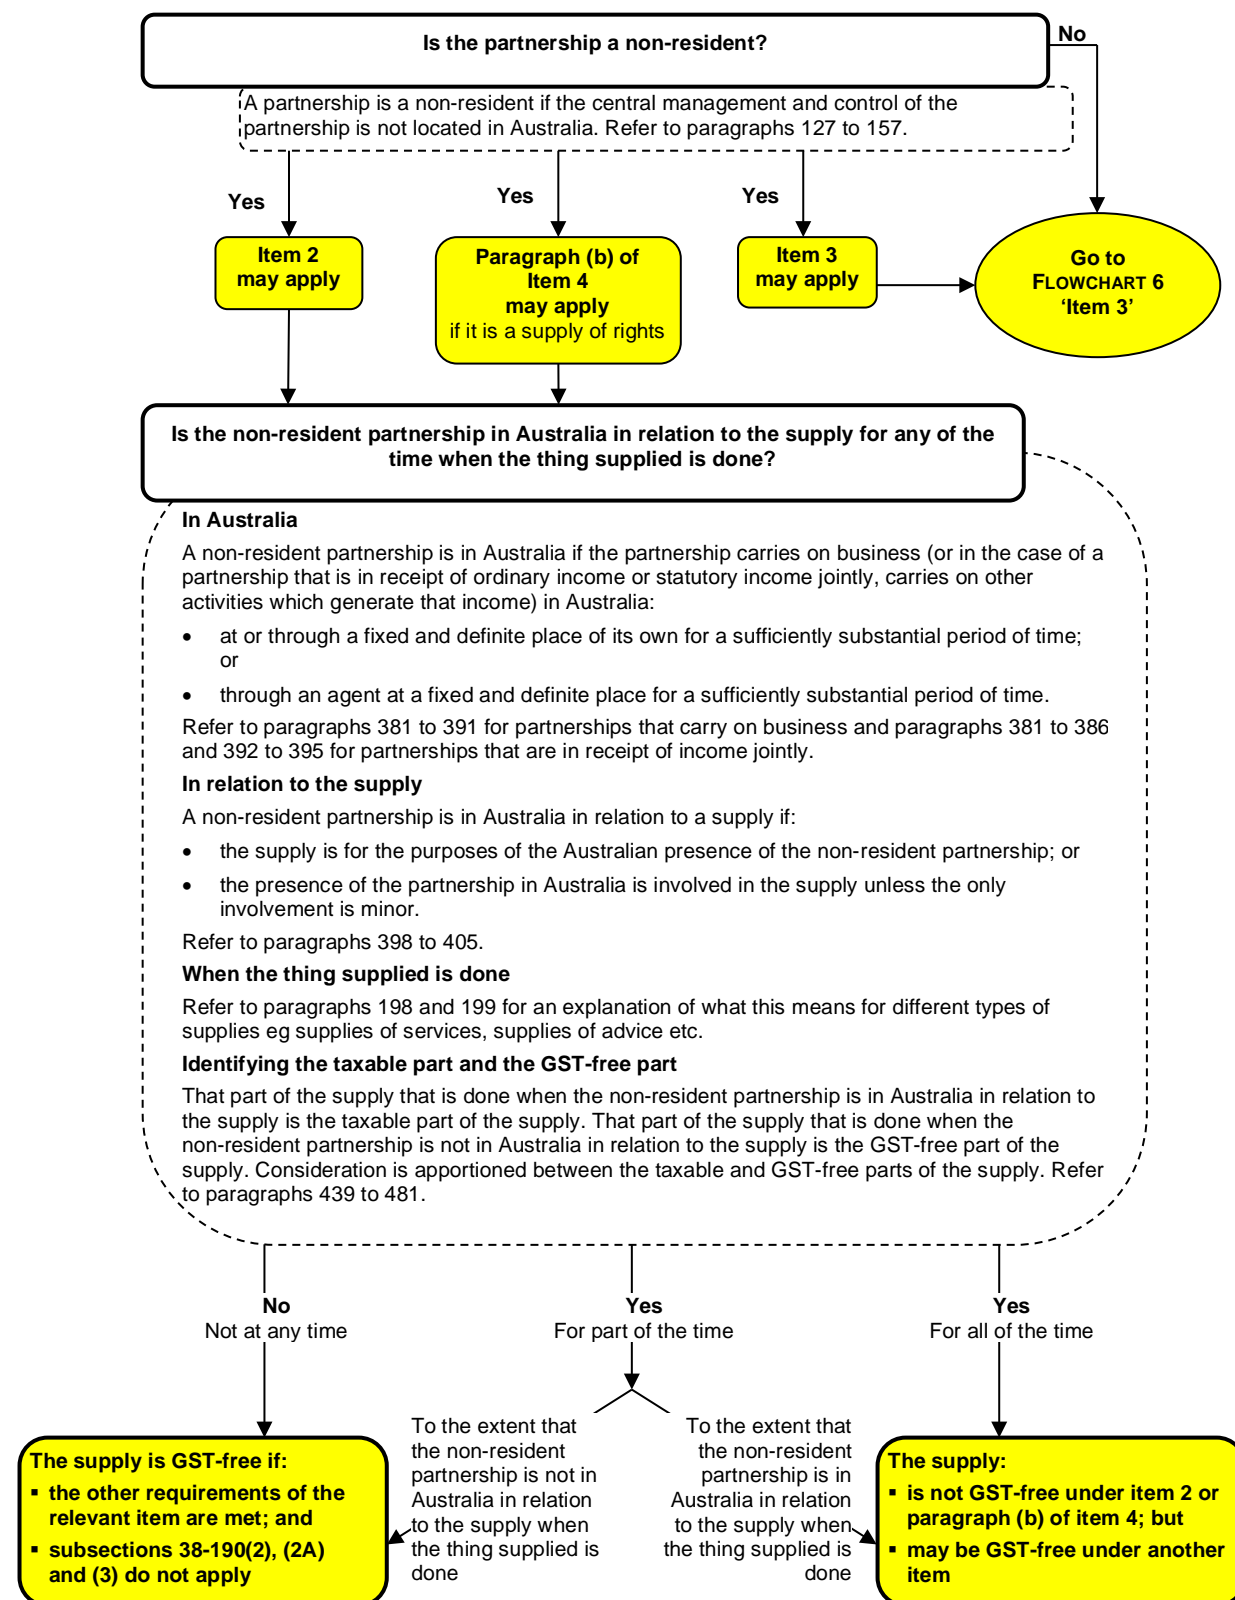 Is the partnership a non-resident?
No
A partnership is a non-resident if the central management and control of the
partnership is not located in Australia. Refer to paragraphs 127 to 157.
Yes
Yes
Yes
Item 2
may apply
Paragraph (b) of
Item 4
may apply
if it is a supply of rights
Item 3
may apply
Go to
FLOWCHART 6
‘Item 3’
Is the non-resident partnership in Australia in relation to the supply for any of the
time when the thing supplied is done?
In Australia
A non-resident partnership is in Australia if the partnership carries on business (or in the case of a
partnership that is in receipt of ordinary income or statutory income jointly, carries on other
activities which generate that income) in Australia:
• at or through a fixed and definite place of its own for a sufficiently substantial period of time;
or
• through an agent at a fixed and definite place for a sufficiently substantial period of time.
Refer to paragraphs 381 to 391 for partnerships that carry on business and paragraphs 381 to 386
and 392 to 395 for partnerships that are in receipt of income jointly.
In relation to the supply
A non-resident partnership is in Australia in relation to a supply if:
• the supply is for the purposes of the Australian presence of the non-resident partnership; or
• the presence of the partnership in Australia is involved in the supply unless the only
involvement is minor.
Refer to paragraphs 398 to 405.
When the thing supplied is done
Refer to paragraphs 198 and 199 for an explanation of what this means for different types of
supplies eg supplies of services, supplies of advice etc.
Identifying the taxable part and the GST-free part
That part of the supply that is done when the non-resident partnership is in Australia in relation to
the supply is the taxable part of the supply. That part of the supply that is done when the
non-resident partnership is not in Australia in relation to the supply is the GST-free part of the
supply. Consideration is apportioned between the taxable and GST-free parts of the supply. Refer
to paragraphs 439 to 481.
No
Not at any time
Yes
For part of the time
Yes
For all of the time
The supply is GST-free if:
▪ the other requirements of the
relevant item are met; and
▪ subsections 38-190(2), (2A)
and (3) do not apply
To the extent that
the non-resident
partnership is not in
Australia in relation
to the supply when
the thing supplied is
done
To the extent that
the non-resident
partnership is in
Australia in relation
to the supply when
the thing supplied is
done
The supply:
▪ is not GST-free under item 2 or
paragraph (b) of item 4; but
▪ may be GST-free under another
item